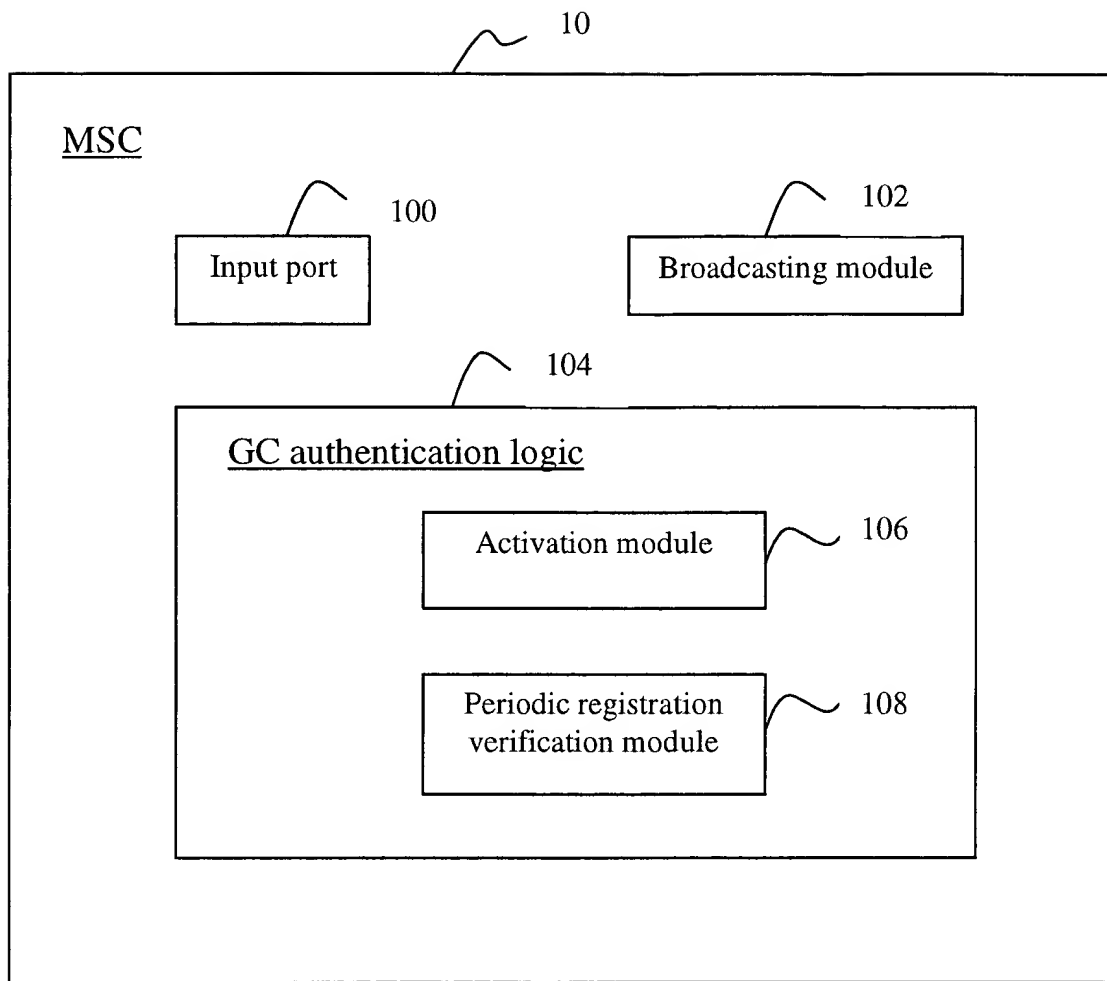 10
MSC
100
102
Input port
Broadcasting module
104
GC authentication logic
Activation module
106
Periodic registration
verification module
108